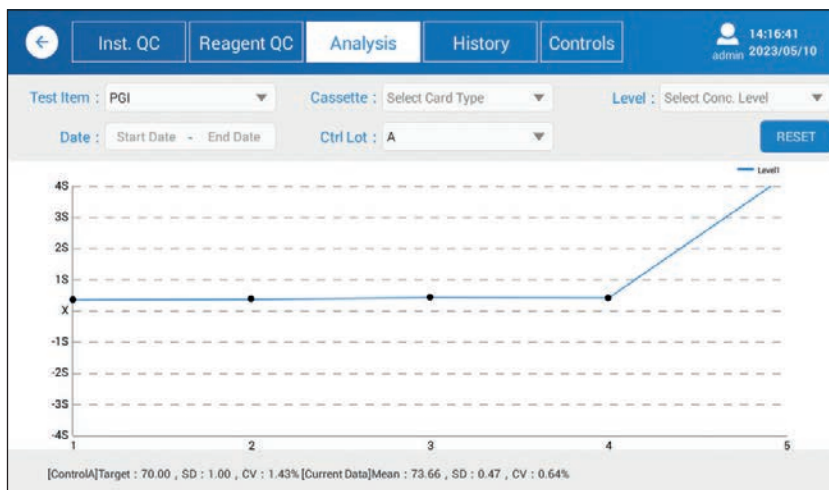 Inst. QC Reagent QC Analysis History Controls 14:16:41
admin 2023/05/10
Test Item : PGI Cassette : Select Card Type Level : Select Conc. Level
Date : Start Date - End Date Ctrl Lot : A RESET
Level1
4S
3S
2S
1S
X
-1S
-2S
-3S
-4S
1 2 3 4 5
[ControlA]Target : 70.00 , SD : 1.00 , CV : 1.43% [Current Data]Mean : 73.66 , SD : 0.47 , CV : 0.64%